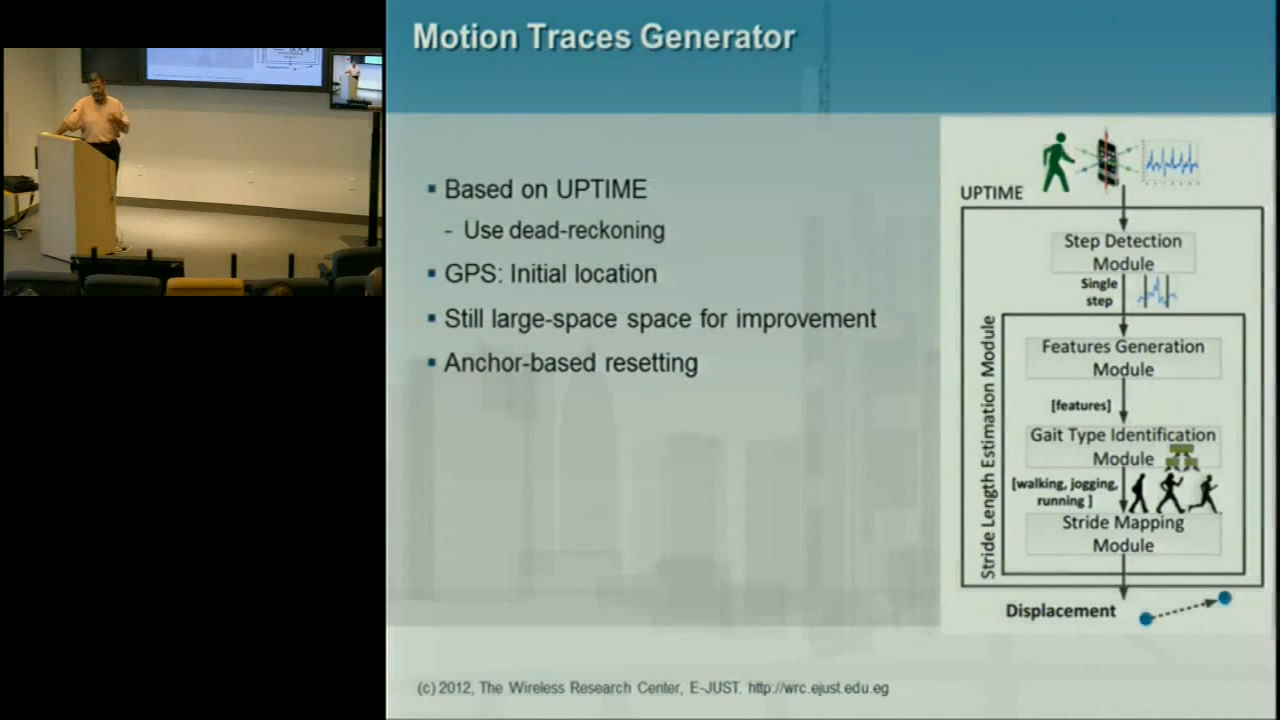 Motion Traces Generator
▪ Based on UPTIME
- Use dead-reckoning
▪ GPS: Initial location
▪ Still large-space space for improvement
▪ Anchor-based resetting
UPTIME
Step Detection
Module
Single
step
Stride Length Estimation Module
Features Generation
Module
[features]
Gait Type Identification
Module
[walking, jogging,
running ]
Stride Mapping
Module
Displacement
(c) 2012, The Wireless Research Center, E-JUST. http://wrc.ejust.edu.eg